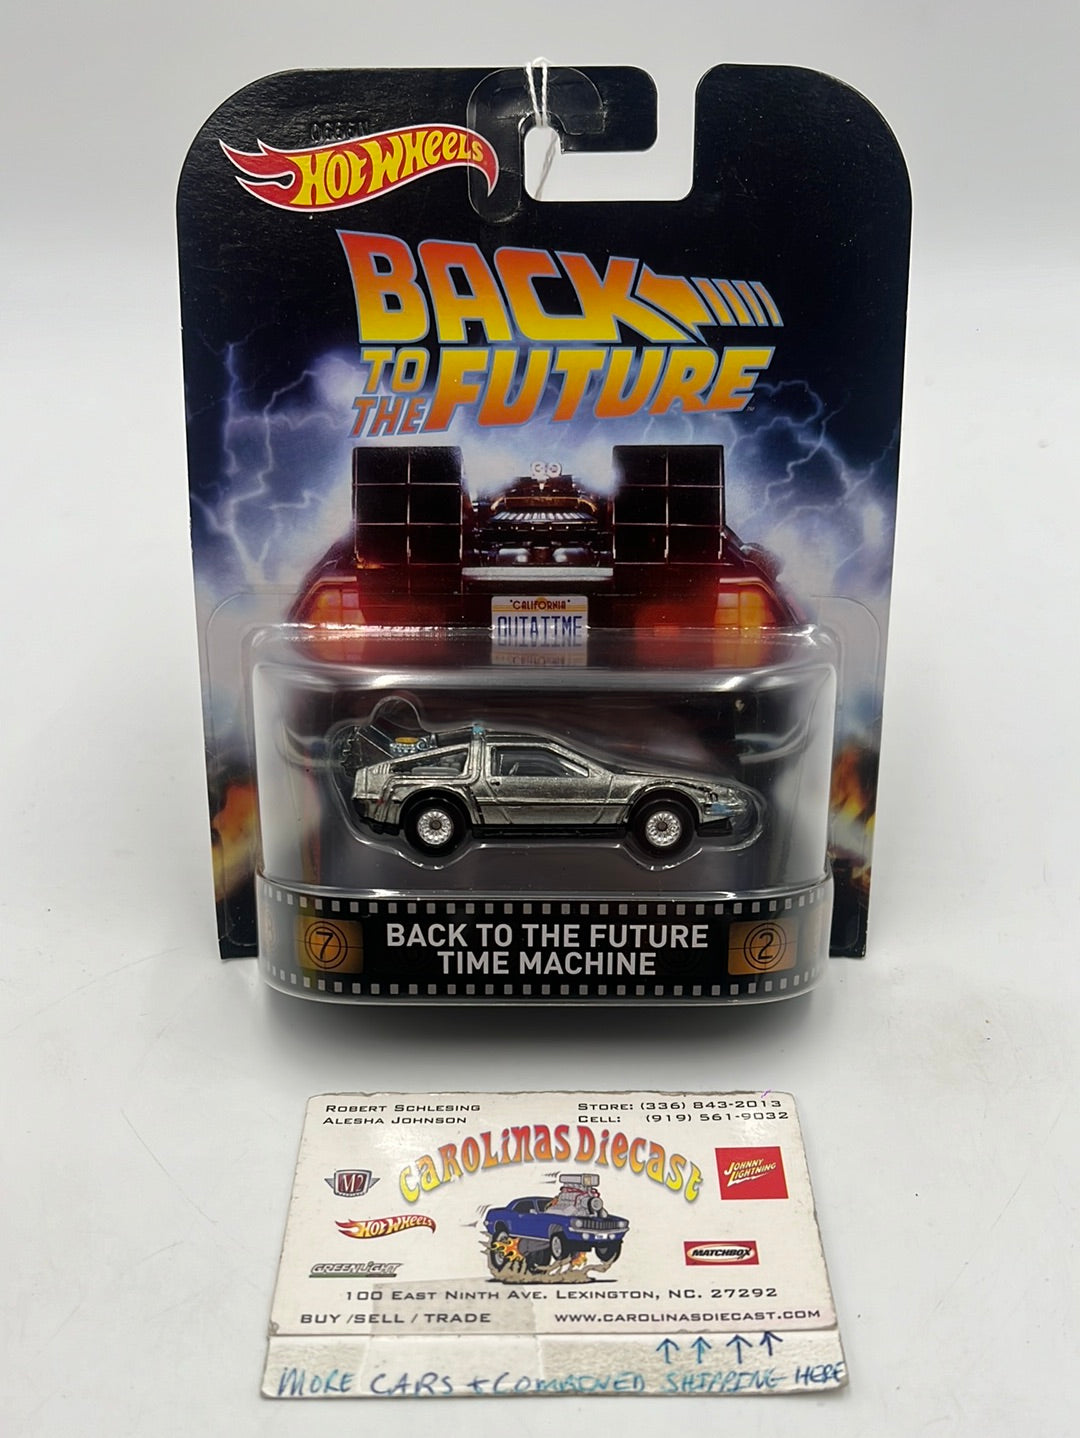 HOT WHEELS
BACK
TO
THE FUTURE
"CALIFORNIA"
OUTATIME
7
BACK TO THE FUTURE
TIME MACHINE
2
ROBERT SCHLESING
ALESHA JOHNSON
STORE: (336) 843-2013
CELL: (919) 561-9032
CAROLINAS DIECAST
M2
JOHNNY
LIGHTNING
HOT WHEELS
MATCHBOX
GREENLIGHT
100 EAST NINTH AVE. LEXINGTON, NC. 27292
BUY /SELL / TRADE
WWW.CAROLINASDIECAST.COM
MORE CARS + COMBINED SHIPPING HERE